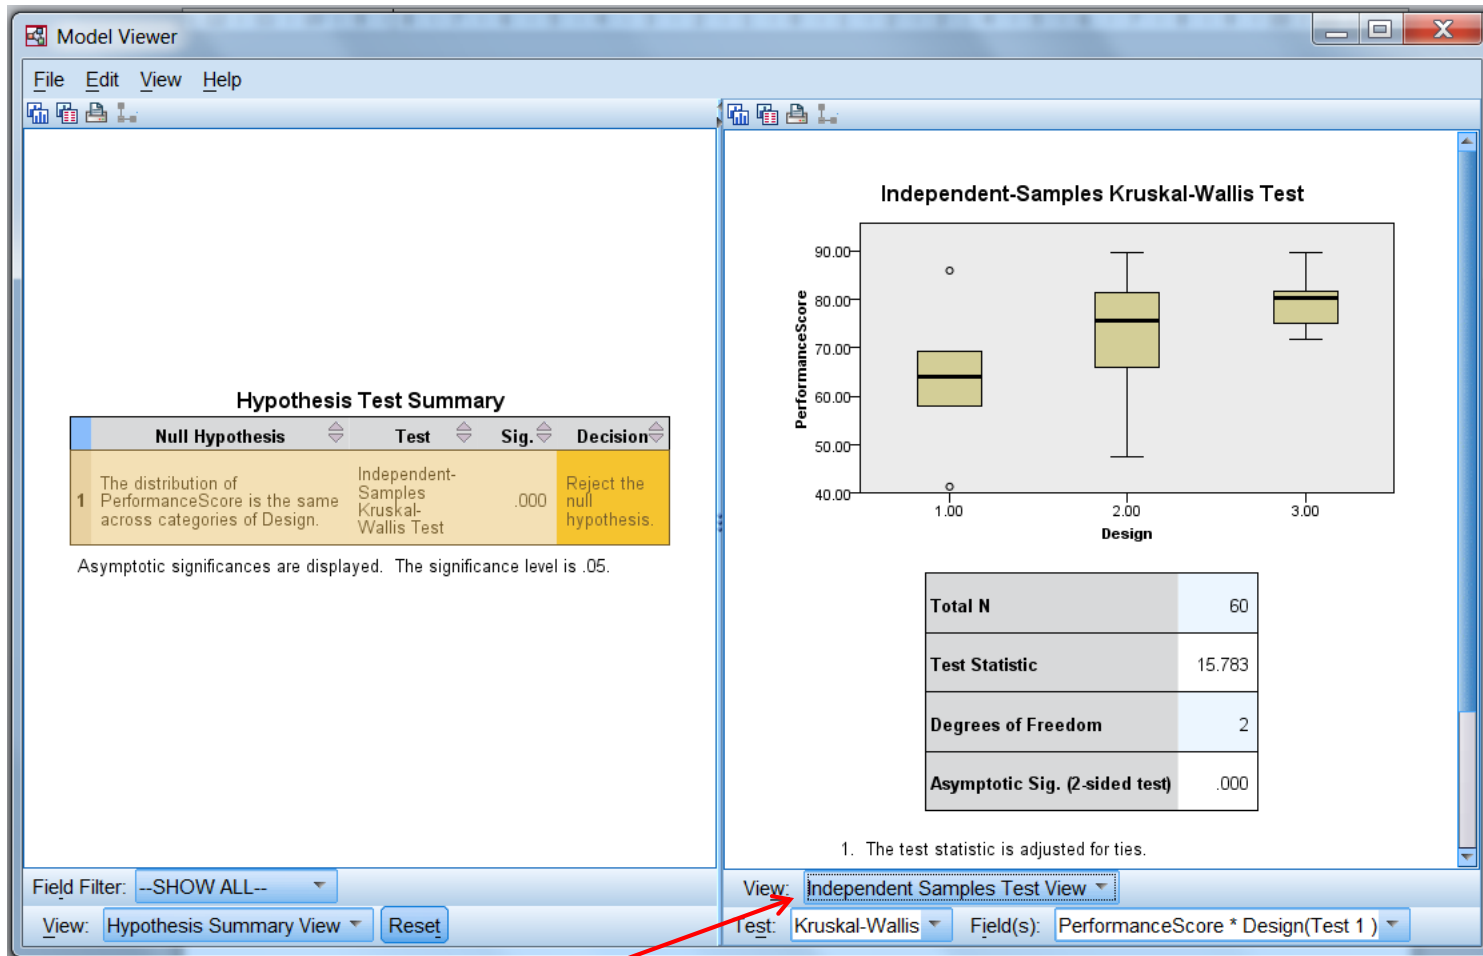 Model Viewer
File Edit View Help
Hypothesis Test Summary
Null Hypothesis Test Sig. Decision
1
The distribution of
PerformanceScore is the same
across categories of Design.
Independent-
Samples
Kruskal-
Wallis Test
.000
Reject the
null
hypothesis.
Asymptotic significances are displayed. The significance level is .05.
Field Filter: --SHOW ALL--
View: Hypothesis Summary View Reset
Independent-Samples Kruskal-Wallis Test
PerformanceScore
90.00
80.00
70.00
60.00
50.00
40.00
1.00 2.00 3.00
Design
Total N 60
Test Statistic 15.783
Degrees of Freedom 2
Asymptotic Sig. (2-sided test) .000
1. The test statistic is adjusted for ties.
View: Independent Samples Test View
Test: Kruskal-Wallis Field(s): PerformanceScore * Design(Test 1 )